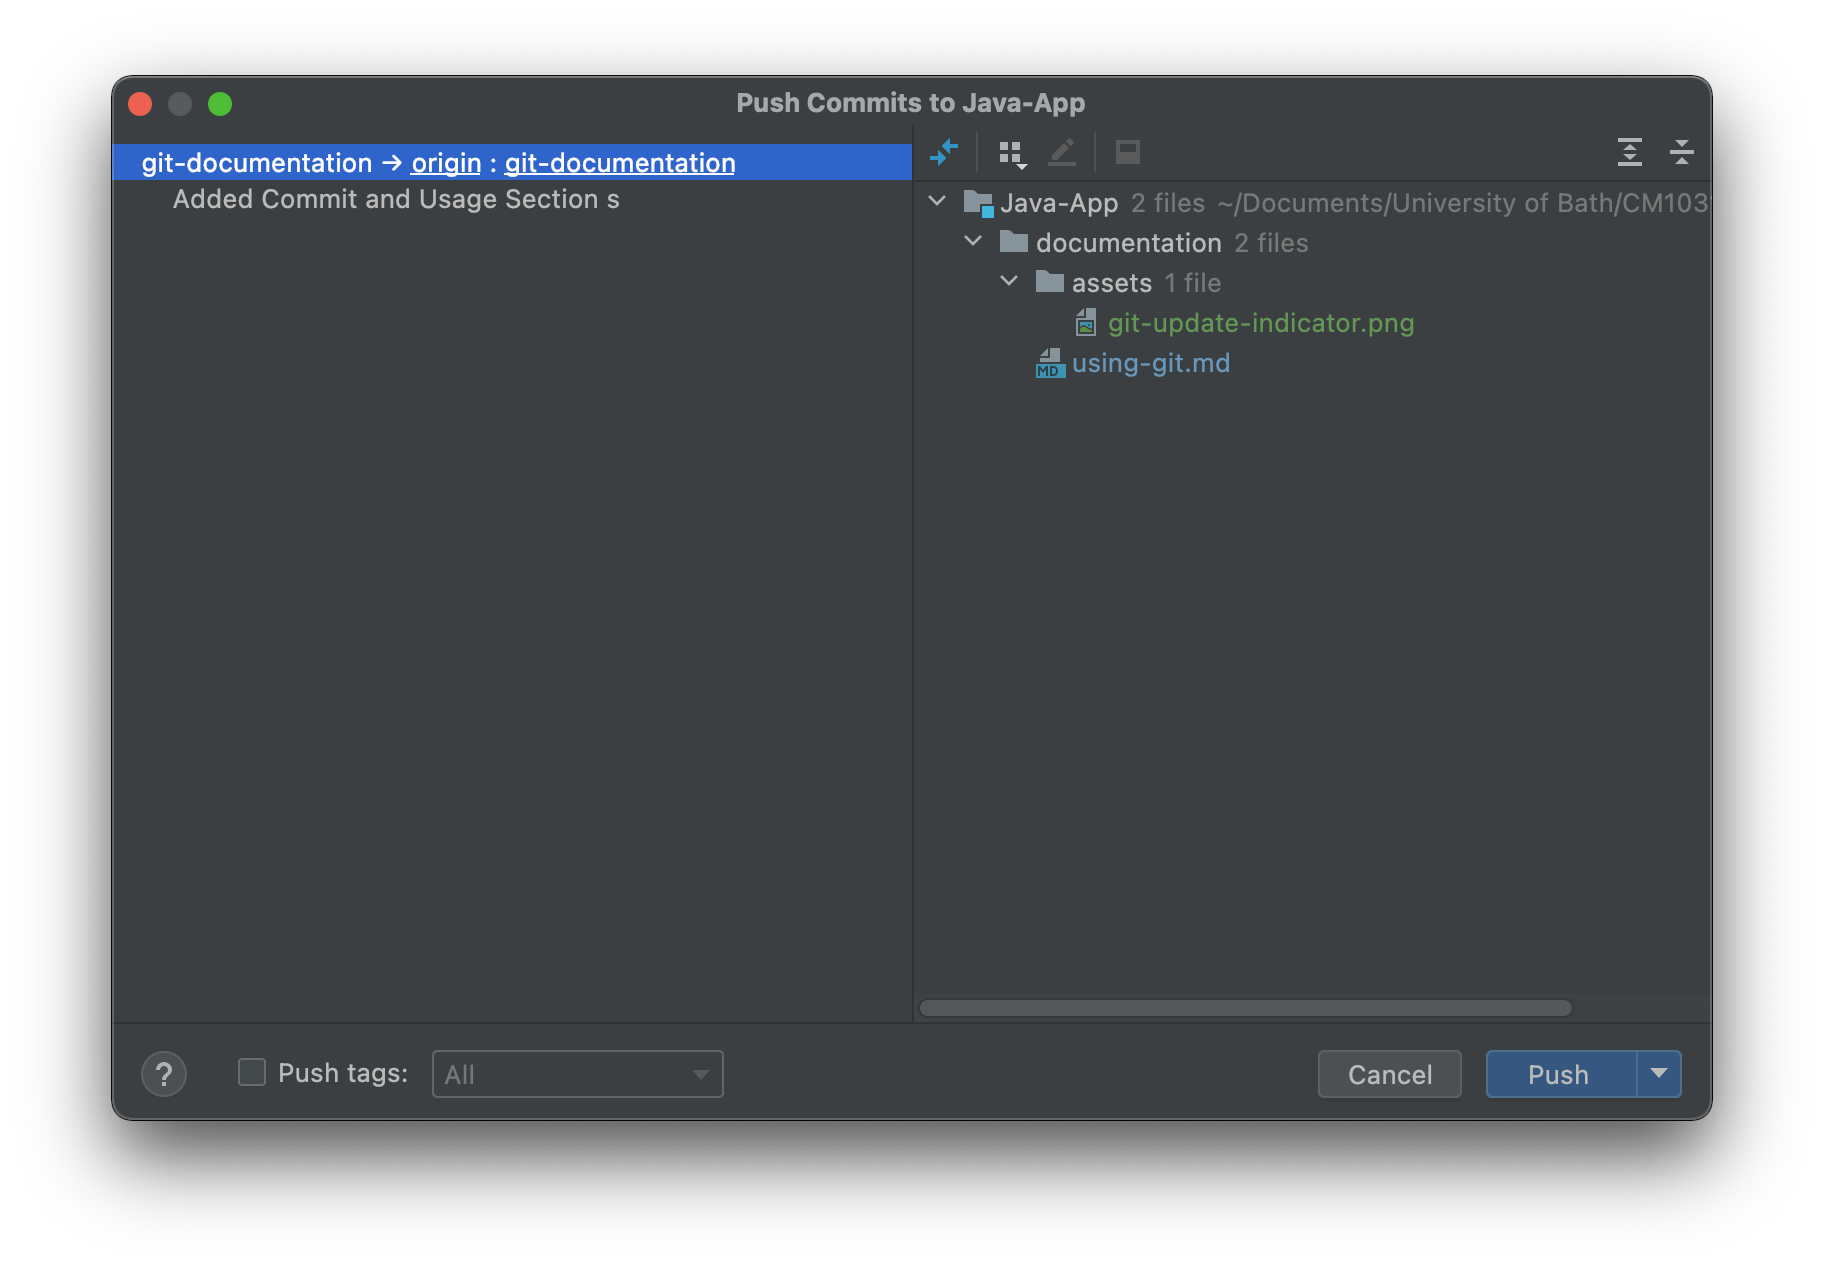 Push Commits to Java-App
git-documentation → origin : git-documentation
Added Commit and Usage Section s
Java-App 2 files ~/Documents/University of Bath/CM103
documentation 2 files
assets 1 file
git-update-indicator.png
MD using-git.md
? Push tags: All Cancel Push